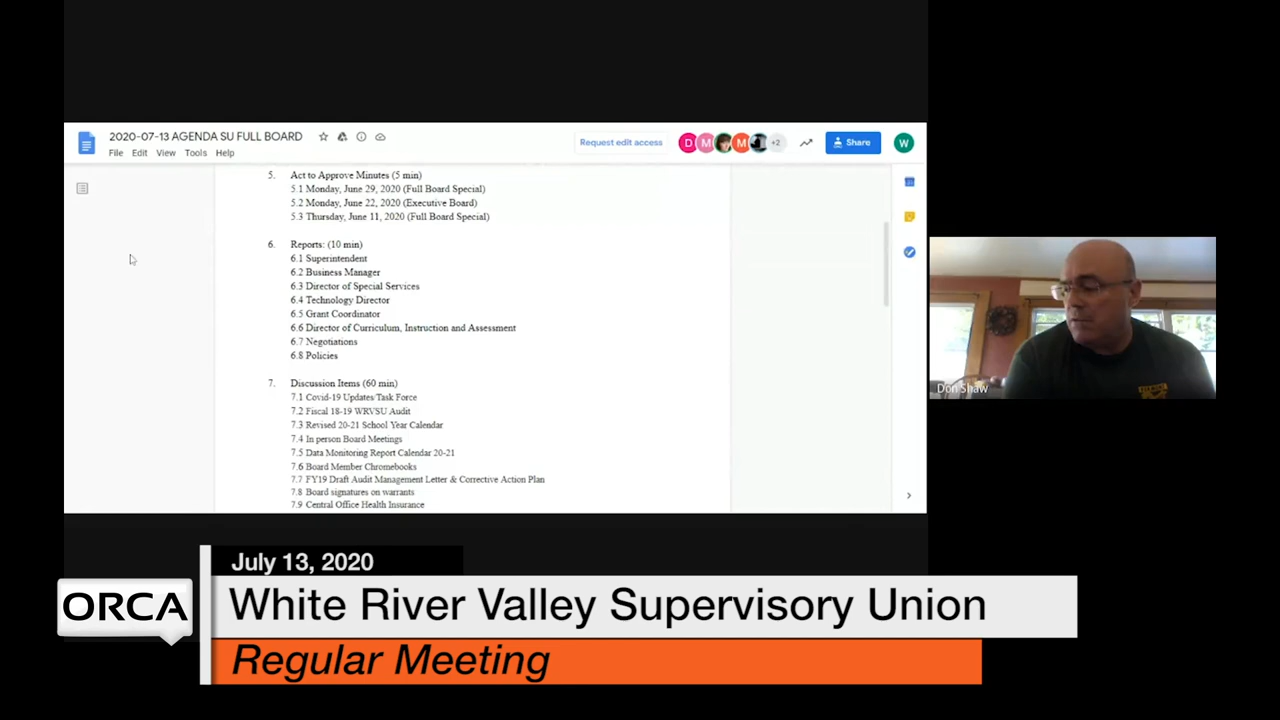 2020-07-13 AGENDA SU FULL BOARD
File Edit View Tools Help
Request edit access
D M M +2
Share
W
5. Act to Approve Minutes (5 min)
5.1 Monday, June 29, 2020 (Full Board Special)
5.2 Monday, June 22, 2020 (Executive Board)
5.3 Thursday, June 11, 2020 (Full Board Special)
6. Reports: (10 min)
6.1 Superintendent
6.2 Business Manager
6.3 Director of Special Services
6.4 Technology Director
6.5 Grant Coordinator
6.6 Director of Curriculum, Instruction and Assessment
6.7 Negotiations
6.8 Policies
7. Discussion Items (60 min)
7.1 Covid-19 Updates/Task Force
7.2 Fiscal 18-19 WRVSU Audit
7.3 Revised 20-21 School Year Calendar
7.4 In person Board Meetings
7.5 Data Monitoring Report Calendar 20-21
7.6 Board Member Chromebooks
7.7 FY19 Draft Audit Management Letter & Corrective Action Plan
7.8 Board signatures on warrants
7.9 Central Office Health Insurance
Don Shaw
July 13, 2020
ORCA
White River Valley Supervisory Union
Regular Meeting